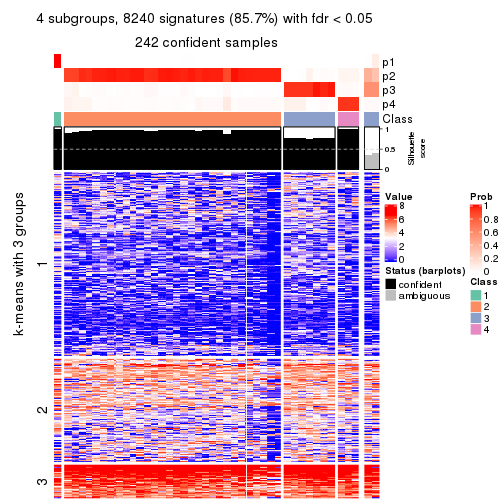 4 subgroups, 8240 signatures (85.7%) with fdr < 0.05
242 confident samples
p1
p2
p3
p4
Class
1
0.5
0
Silhouette
score
k-means with 3 groups
1
2
3
Value
8
6
4
2
0
Status (barplots)
confident
ambiguous
Prob
1
0.8
0.6
0.4
0.2
0
Class
1
2
3
4